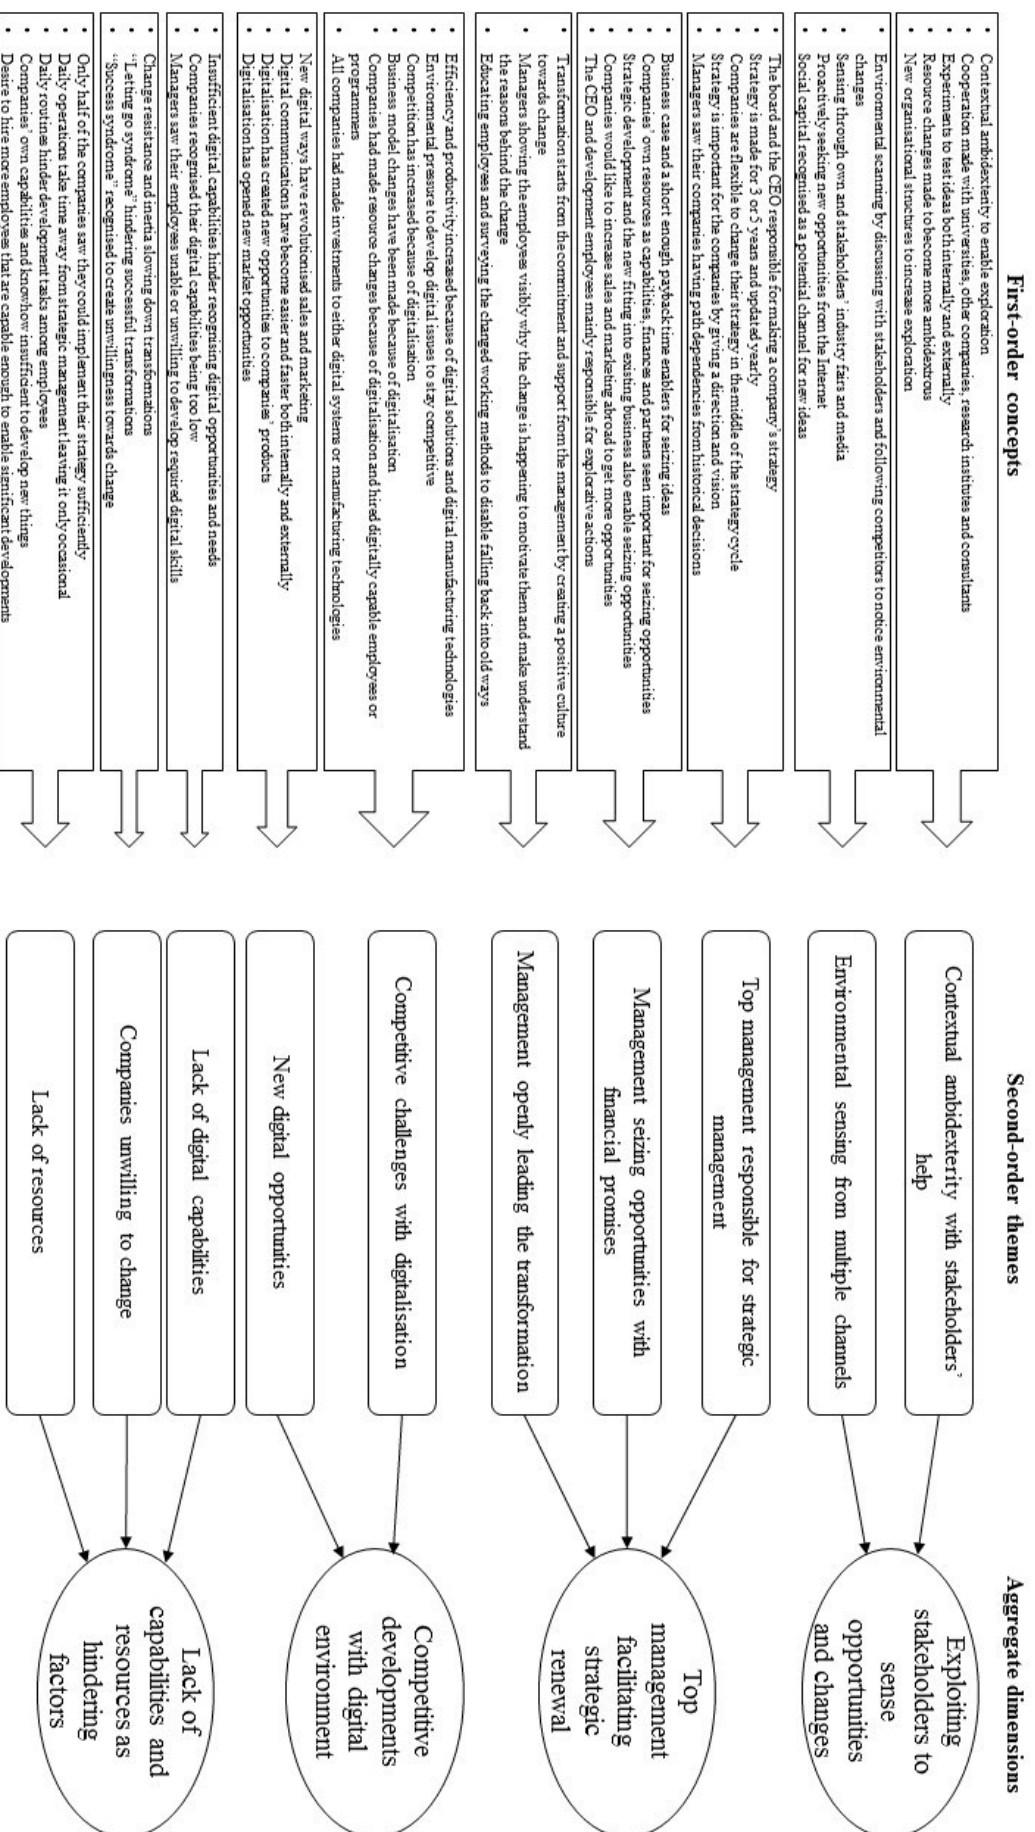 First-order concepts
Second-order themes
Aggregate dimensions
• Contextual ambidexterity to enable exploration
• Cooperation made with universities, other companies, research institutes and consultants
• Experiments to test ideas both internally and externally
• Resource changes made to become more ambidextrous
• New organisational structures to increase exploration
Contextual ambidexterity with stakeholders'
help
• Environmental scanning by discussing with stakeholders and following competitors to notice environmental
changes
• Sensing through own and stakeholders' industry fairs and media
• Proactively seeking new opportunities from the Internet
• Social capital recognised as a potential channel for new ideas
Environmental sensing from multiple channels
Exploiting
stakeholders to
sense
opportunities
and changes
• The board and the CEO responsible for making a company's strategy
• Strategy is made for 3 or 5 years and updated yearly
• Companies are flexible to change their strategy in the middle of the strategy cycle
• Strategy is important for the companies by giving a direction and vision
• Managers saw their companies having path dependencies from historical decisions
Top management responsible for strategic
management
• Business case and a short enough payback time enablers for seizing ideas
• Companies' own resources as capabilities, finances and partners seen important for seizing opportunities
• Strategic development and the new fitting into existing business also enable seizing opportunities
• Companies would like to increase sales and marketing abroad to get more opportunities
• The CEO and development employees mainly responsible for explorative actions
Management seizing opportunities with
financial promises
• Transformation starts from the commitment and support from the management by creating a positive culture
towards change
• Managers showing the employees visibly why the change is happening to motivate them and make understand
the reasons behind the change
• Educating employees and surveying the changed working methods to disable falling back into old ways
Management openly leading the transformation
Top
management
facilitating
strategic
renewal
• Efficiency and productivity increased because of digital solutions and digital manufacturing technologies
• Environmental pressure to develop digital issues to stay competitive
• Competition has increased because of digitalisation
• Business model changes have been made because of digitalisation
• Companies had made resource changes because of digitalisation and hired digitally capable employees or
programmers
• All companies had made investments to either digital systems or manufacturing technologies
Competitive challenges with digitalisation
• New digital ways have revolutionised sales and marketing
• Digital communications have become easier and faster both internally and externally
• Digitalisation has created new opportunities to companies' products
• Digitalisation has opened new market opportunities
New digital opportunities
Competitive
developments
with digital
environment
• Insufficient digital capabilities hinder recognising digital opportunities and needs
• Companies recognised their digital capabilities being too low
• Managers saw their employees unable or unwilling to develop required digital skills
Lack of digital capabilities
• Change resistance and inertia slowing down transformations
• "Letting go syndrome" hindering successful transformations
• "Success syndrome" recognised to create unwillingness towards change
Companies unwilling to change
• Only half of the companies saw they could implement their strategy sufficiently
• Daily operations take time away from strategic management leaving it only occasional
• Daily routines hinder development tasks among employees
• Companies' own capabilities and knowhow insufficient to develop new things
• Desire to hire more employees that are capable enough to enable significant developments
Lack of resources
Lack of
capabilities and
resources as
hindering
factors